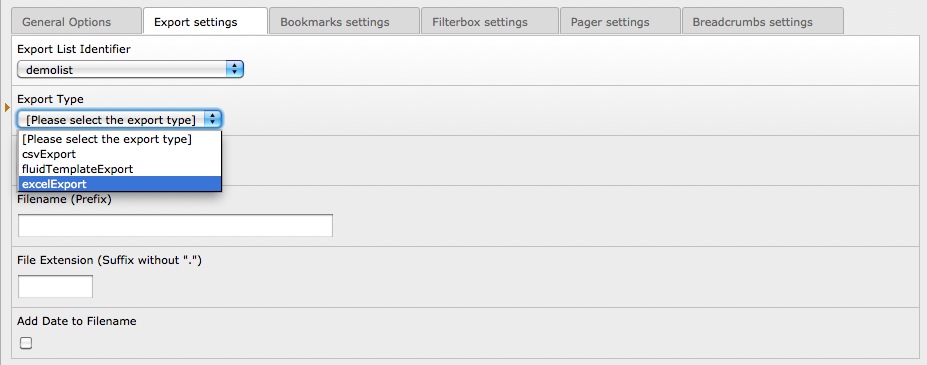 General Options Export settings Bookmarks settings Filterbox settings Pager settings Breadcrumbs settings
Export List Identifier
demolist
Export Type
[Please select the export type]
[Please select the export type]
csvExport
fluidTemplateExport
excelExport
Filename (Prefix)
File Extension (Suffix without ".")
Add Date to Filename